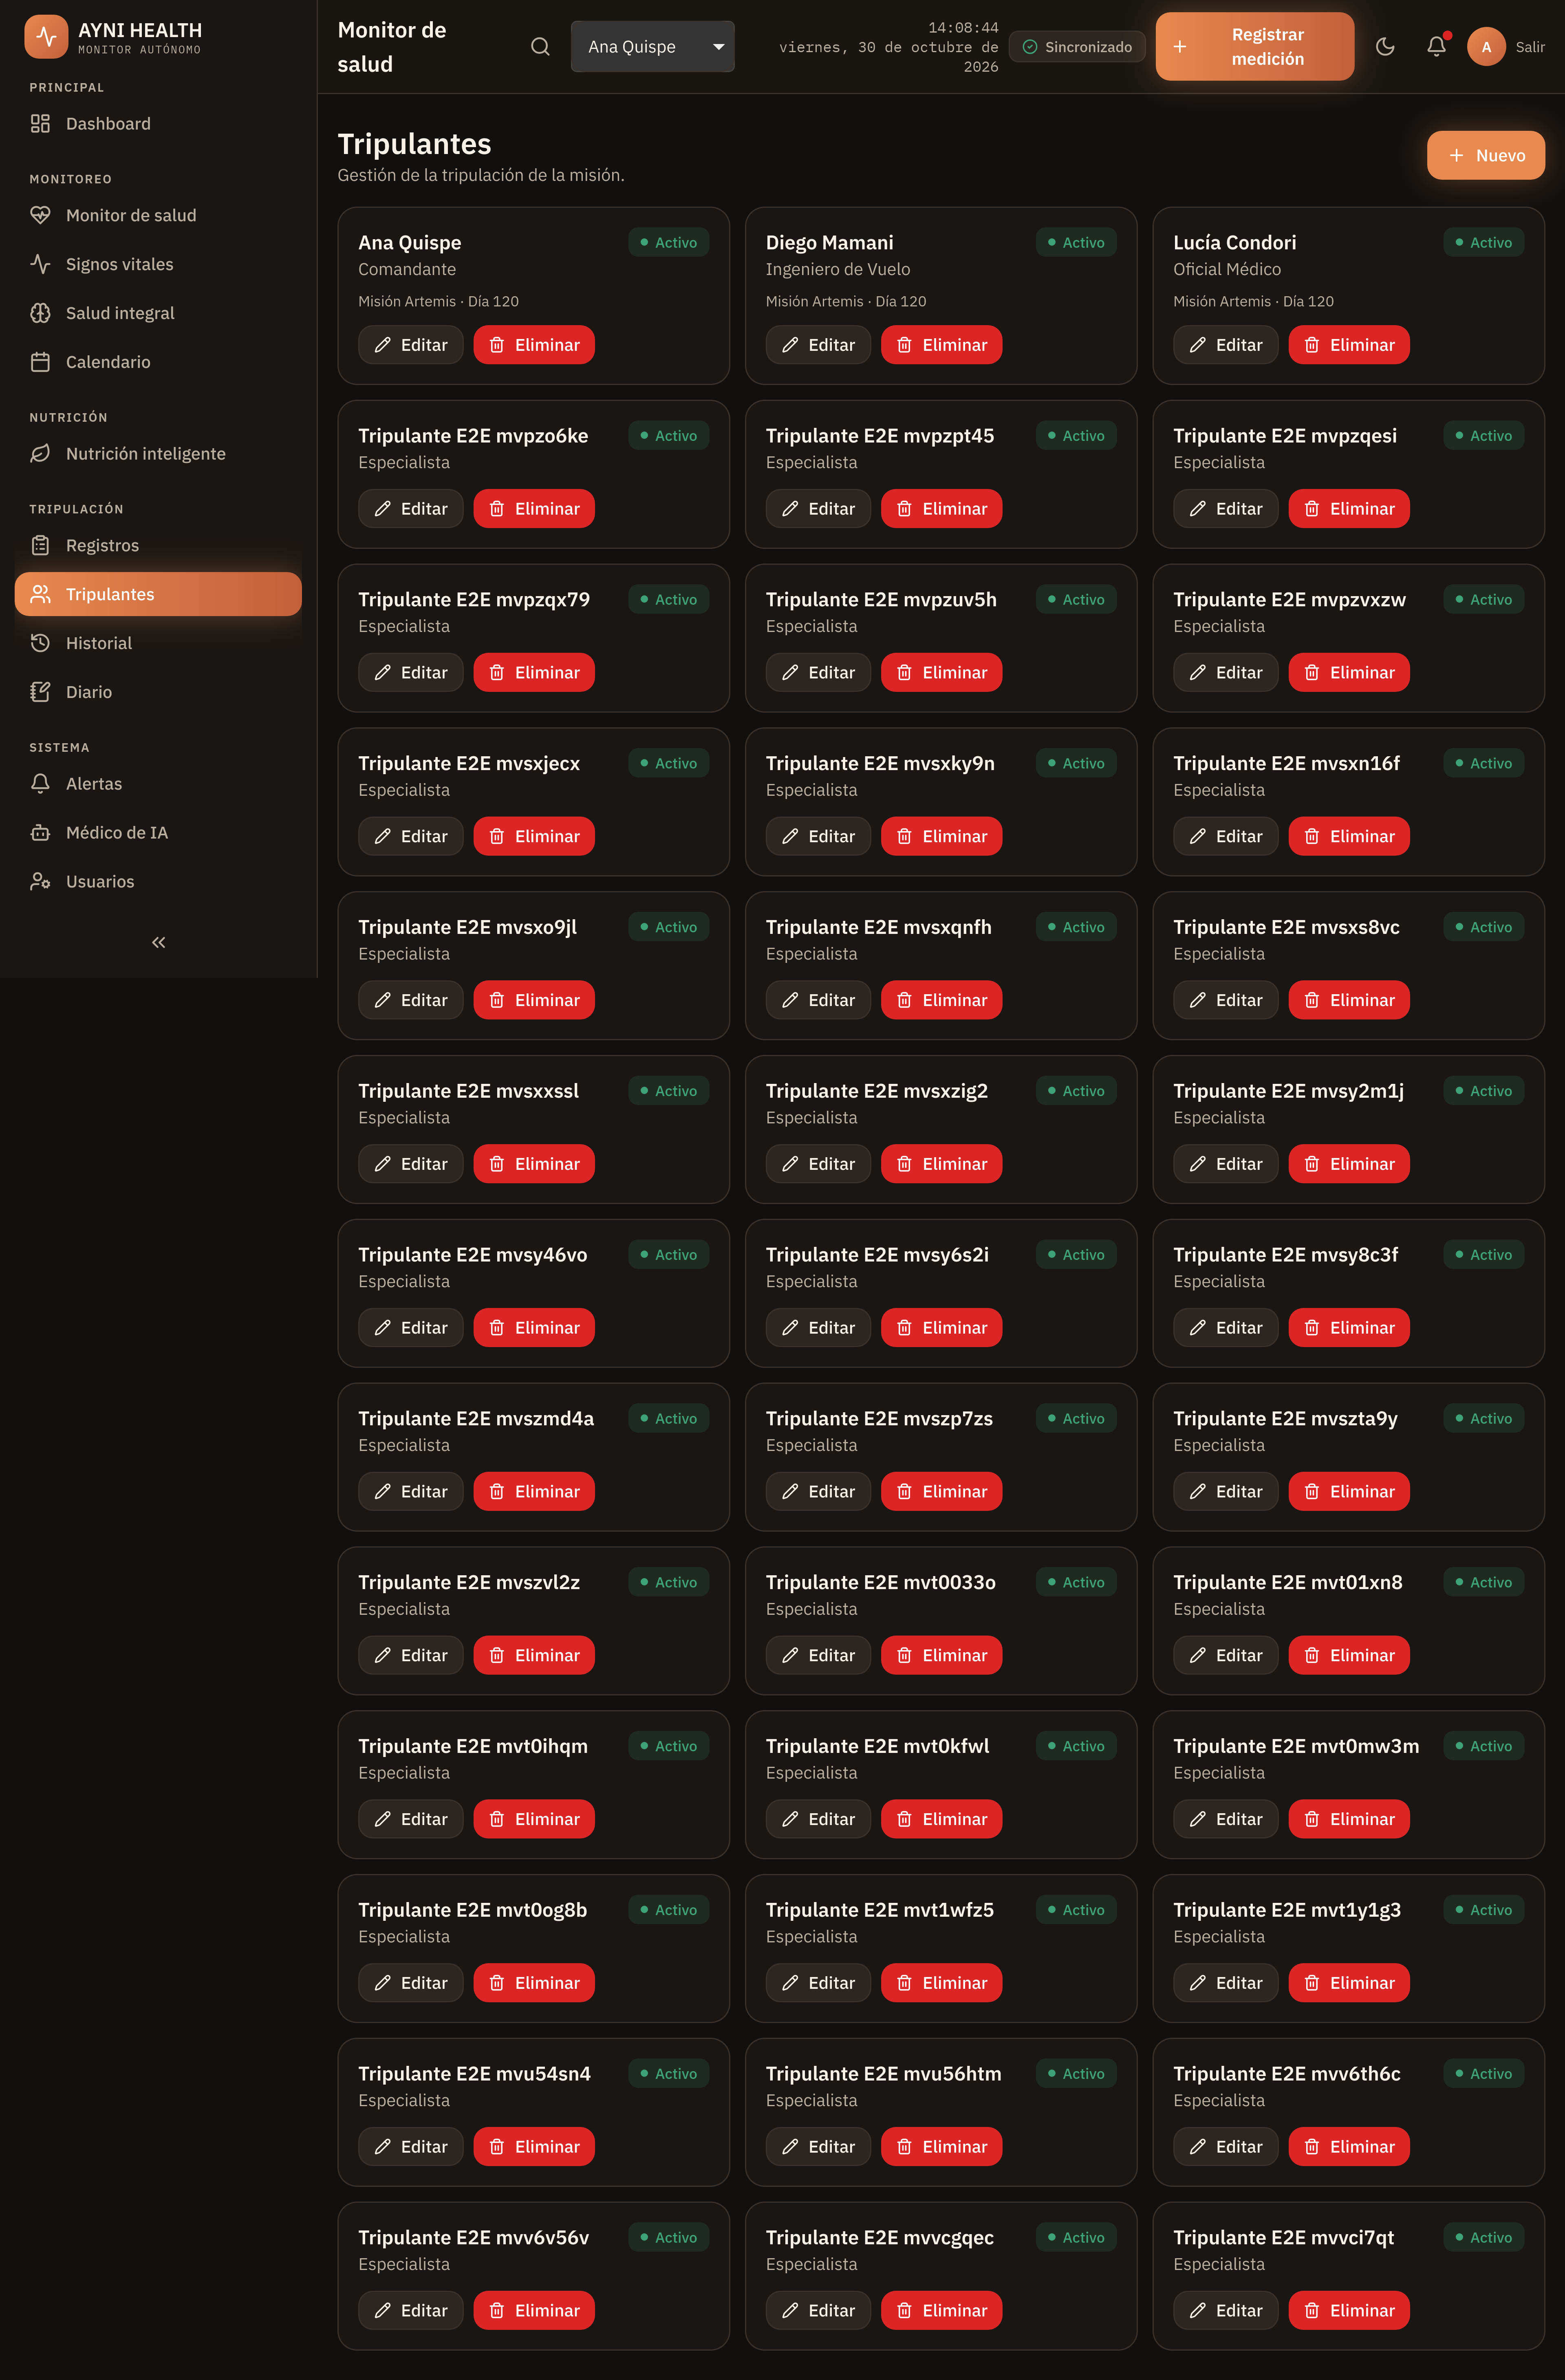 AYNI HEALTH
MONITOR AUTÓNOMO
PRINCIPAL
Dashboard
MONITOREO
Monitor de salud
Signos vitales
Salud integral
Calendario
NUTRICIÓN
Nutrición inteligente
TRIPULACIÓN
Registros
Tripulantes
Historial
Diario
SISTEMA
Alertas
Médico de IA
Usuarios
Monitor de
salud
Ana Quispe
14:08:44
viernes, 30 de octubre de
2026
Sincronizado
Registrar
medición
A
Salir
Tripulantes
Gestión de la tripulación de la misión.
Nuevo
Ana Quispe Activo
Comandante
Misión Artemis · Día 120
Editar Eliminar
Diego Mamani Activo
Ingeniero de Vuelo
Misión Artemis · Día 120
Editar Eliminar
Lucía Condori Activo
Oficial Médico
Misión Artemis · Día 120
Editar Eliminar
Tripulante E2E mvpzo6ke Activo
Especialista
Editar Eliminar
Tripulante E2E mvpzpt45 Activo
Especialista
Editar Eliminar
Tripulante E2E mvpzqesi Activo
Especialista
Editar Eliminar
Tripulante E2E mvpzqx79 Activo
Especialista
Editar Eliminar
Tripulante E2E mvpzuv5h Activo
Especialista
Editar Eliminar
Tripulante E2E mvpzvxzw Activo
Especialista
Editar Eliminar
Tripulante E2E mvsxjecx Activo
Especialista
Editar Eliminar
Tripulante E2E mvsxky9n Activo
Especialista
Editar Eliminar
Tripulante E2E mvsxn16f Activo
Especialista
Editar Eliminar
Tripulante E2E mvsxo9jl Activo
Especialista
Editar Eliminar
Tripulante E2E mvsxqnfh Activo
Especialista
Editar Eliminar
Tripulante E2E mvsxs8vc Activo
Especialista
Editar Eliminar
Tripulante E2E mvsxxssl Activo
Especialista
Editar Eliminar
Tripulante E2E mvsxzig2 Activo
Especialista
Editar Eliminar
Tripulante E2E mvsy2m1j Activo
Especialista
Editar Eliminar
Tripulante E2E mvsy46vo Activo
Especialista
Editar Eliminar
Tripulante E2E mvsy6s2i Activo
Especialista
Editar Eliminar
Tripulante E2E mvsy8c3f Activo
Especialista
Editar Eliminar
Tripulante E2E mvszmd4a Activo
Especialista
Editar Eliminar
Tripulante E2E mvszp7zs Activo
Especialista
Editar Eliminar
Tripulante E2E mvszta9y Activo
Especialista
Editar Eliminar
Tripulante E2E mvszvl2z Activo
Especialista
Editar Eliminar
Tripulante E2E mvt0033o Activo
Especialista
Editar Eliminar
Tripulante E2E mvt01xn8 Activo
Especialista
Editar Eliminar
Tripulante E2E mvt0ihqm Activo
Especialista
Editar Eliminar
Tripulante E2E mvt0kfwl Activo
Especialista
Editar Eliminar
Tripulante E2E mvt0mw3m Activo
Especialista
Editar Eliminar
Tripulante E2E mvt0og8b Activo
Especialista
Editar Eliminar
Tripulante E2E mvt1wfz5 Activo
Especialista
Editar Eliminar
Tripulante E2E mvt1y1g3 Activo
Especialista
Editar Eliminar
Tripulante E2E mvu54sn4 Activo
Especialista
Editar Eliminar
Tripulante E2E mvu56htm Activo
Especialista
Editar Eliminar
Tripulante E2E mvv6th6c Activo
Especialista
Editar Eliminar
Tripulante E2E mvv6v56v Activo
Especialista
Editar Eliminar
Tripulante E2E mvvcgqec Activo
Especialista
Editar Eliminar
Tripulante E2E mvvci7qt Activo
Especialista
Editar Eliminar